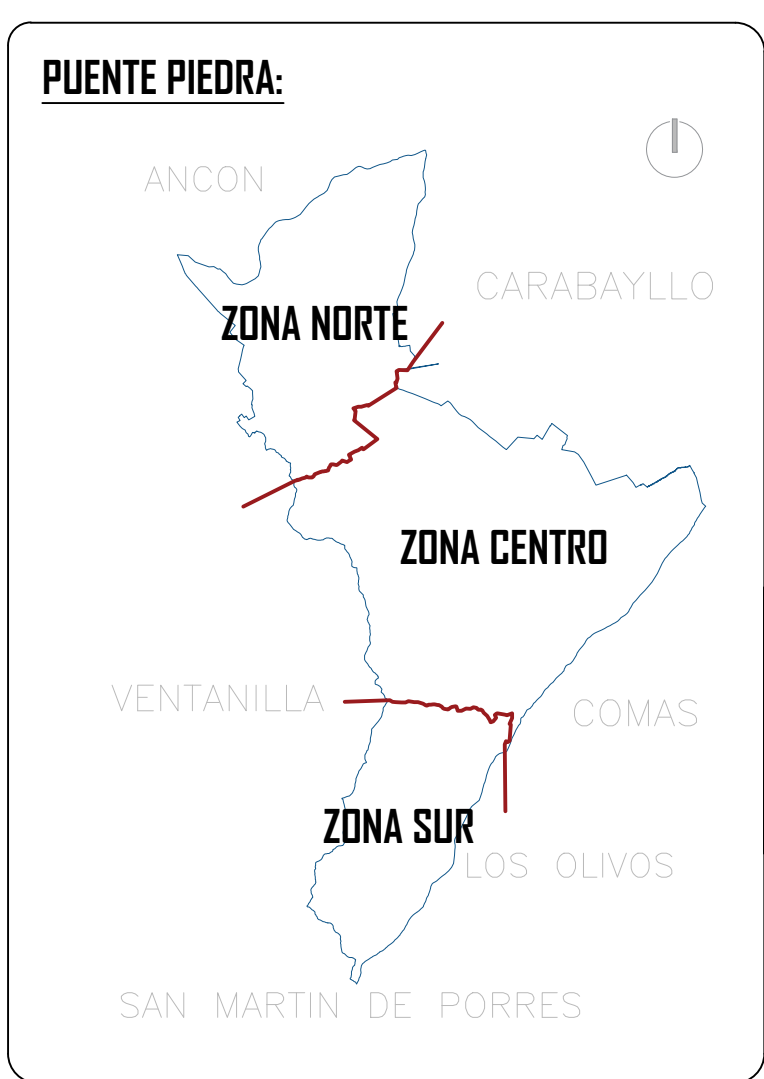 PUENTE PIEDRA:
ANCON
CARABAYLLO
ZONA NORTE
ZONA CENTRO
VENTANILLA
COMAS
ZONA SUR
LOS OLIVOS
SAN MARTIN DE PORRES